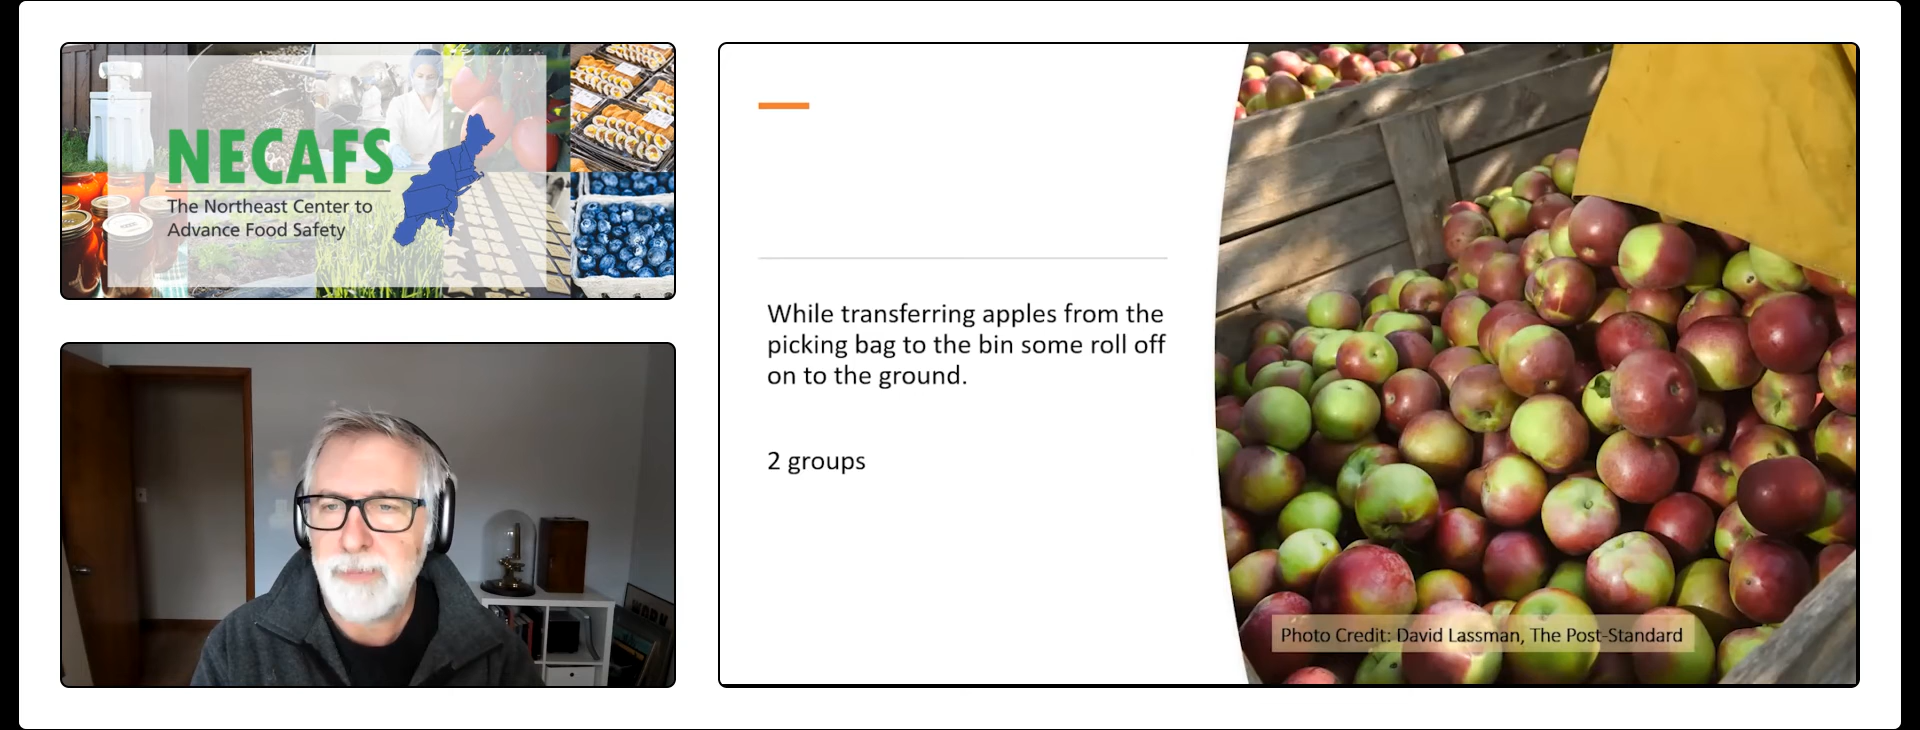 NECAFS
The Northeast Center to
Advance Food Safety
While transferring apples from the
picking bag to the bin some roll off
on to the ground.
2 groups
Photo Credit: David Lassman, The Post-Standard